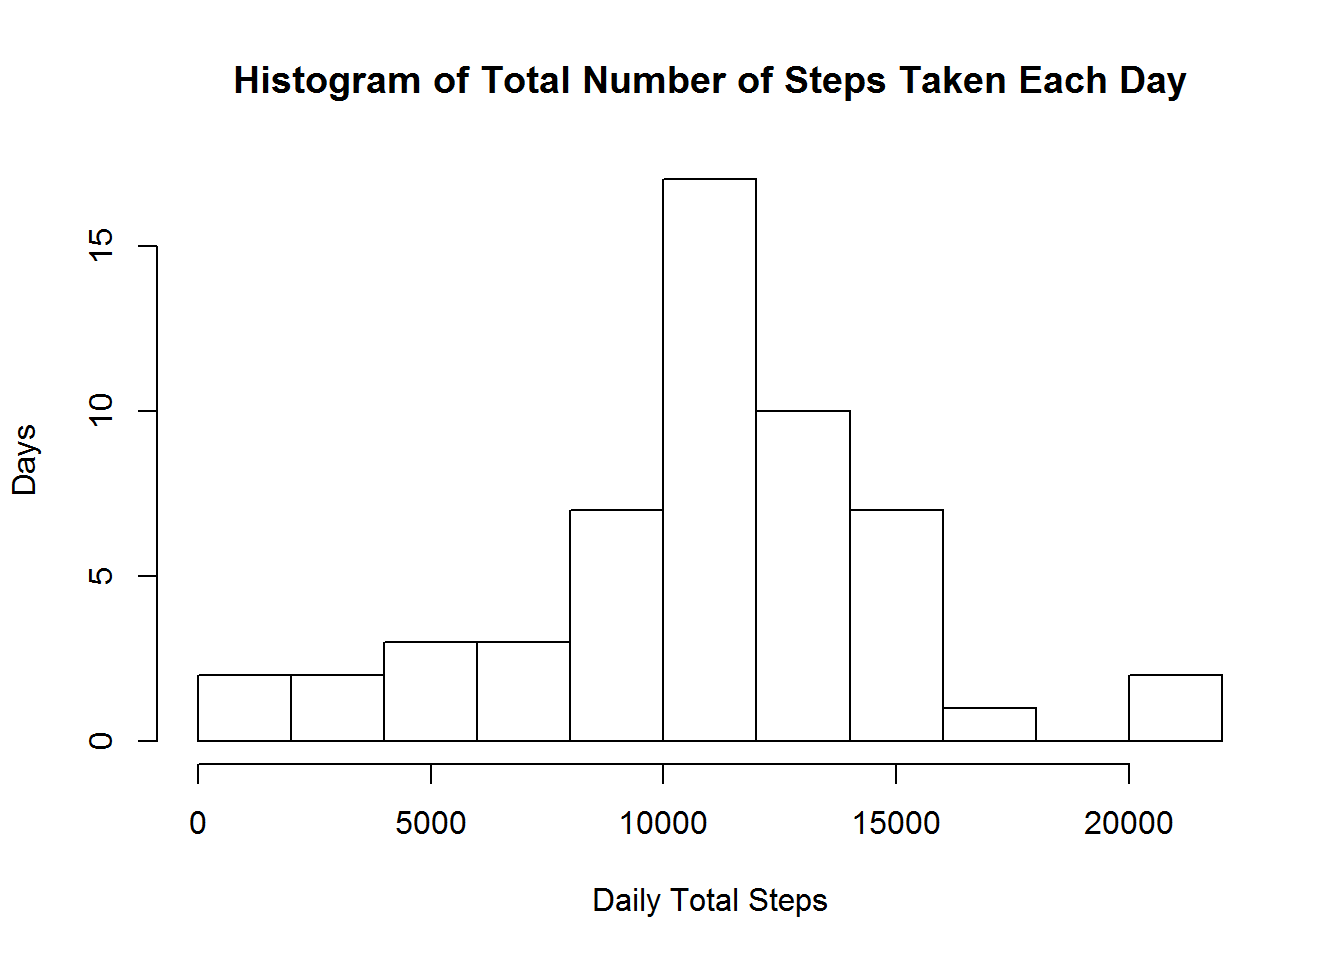 Histogram of Total Number of Steps Taken Each Day
15
10
5
0
Days
0 5000 10000 15000 20000
Daily Total Steps